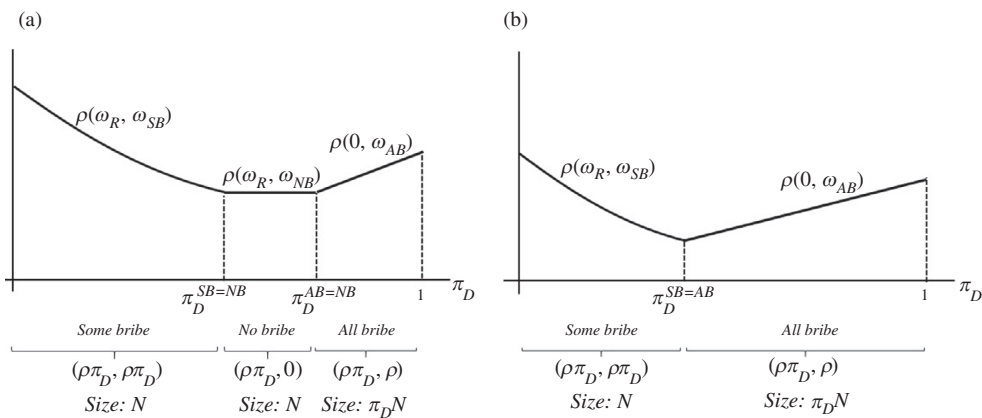 (a)
ρ(ω_R, ω_SB)
ρ(0, ω_AB)
ρ(ω_R, ω_NB)
π_D^{SB=NB}
π_D^{AB=NB}
1
π_D
Some bribe
No bribe
All bribe
(ρπ_D, ρπ_D)
(ρπ_D, 0)
(ρπ_D, ρ)
Size: N
Size: N
Size: π_D N
(b)
ρ(ω_R, ω_SB)
ρ(0, ω_AB)
π_D^{SB=AB}
1
π_D
Some bribe
All bribe
(ρπ_D, ρπ_D)
(ρπ_D, ρ)
Size: N
Size: π_D N